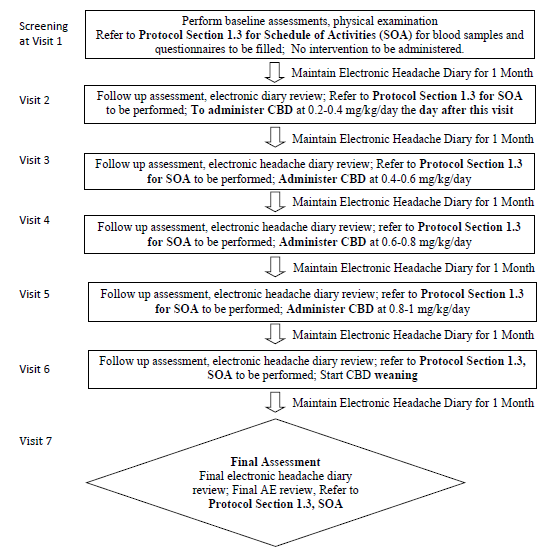 Screening
at Visit 1
Perform baseline assessments, physical examination
Refer to Protocol Section 1.3 for Schedule of Activities (SOA) for blood samples and
questionnaires to be filled;  No intervention to be administered.
Maintain Electronic Headache Diary for 1 Month
Visit 2
Follow up assessment, electronic diary review; Refer to Protocol Section 1.3 for SOA
to be performed; To administer CBD at 0.2-0.4 mg/kg/day the day after this visit
Maintain Electronic Headache Diary for 1 Month
Visit 3
Follow up assessment, electronic headache diary review; Refer to Protocol Section 1.3
for SOA to be performed; Administer CBD at 0.4-0.6 mg/kg/day
Maintain Electronic Headache Diary for 1 Month
Visit 4
Follow up assessment, electronic headache diary review; refer to Protocol Section 1.3
for SOA to be performed; Administer CBD at 0.6-0.8 mg/kg/day
Maintain Electronic Headache Diary for 1 Month
Visit 5
Follow up assessment, electronic headache diary review; refer to Protocol Section 1.3
for SOA to be performed; Administer CBD at 0.8-1 mg/kg/day
Maintain Electronic Headache Diary for 1 Month
Visit 6
Follow up assessment, electronic headache diary review; refer to Protocol Section 1.3,
SOA to be performed; Start CBD weaning
Maintain Electronic Headache Diary for 1 Month
Visit 7
Final Assessment
Final electronic headache diary
review; Final AE review, Refer to
Protocol Section 1.3, SOA